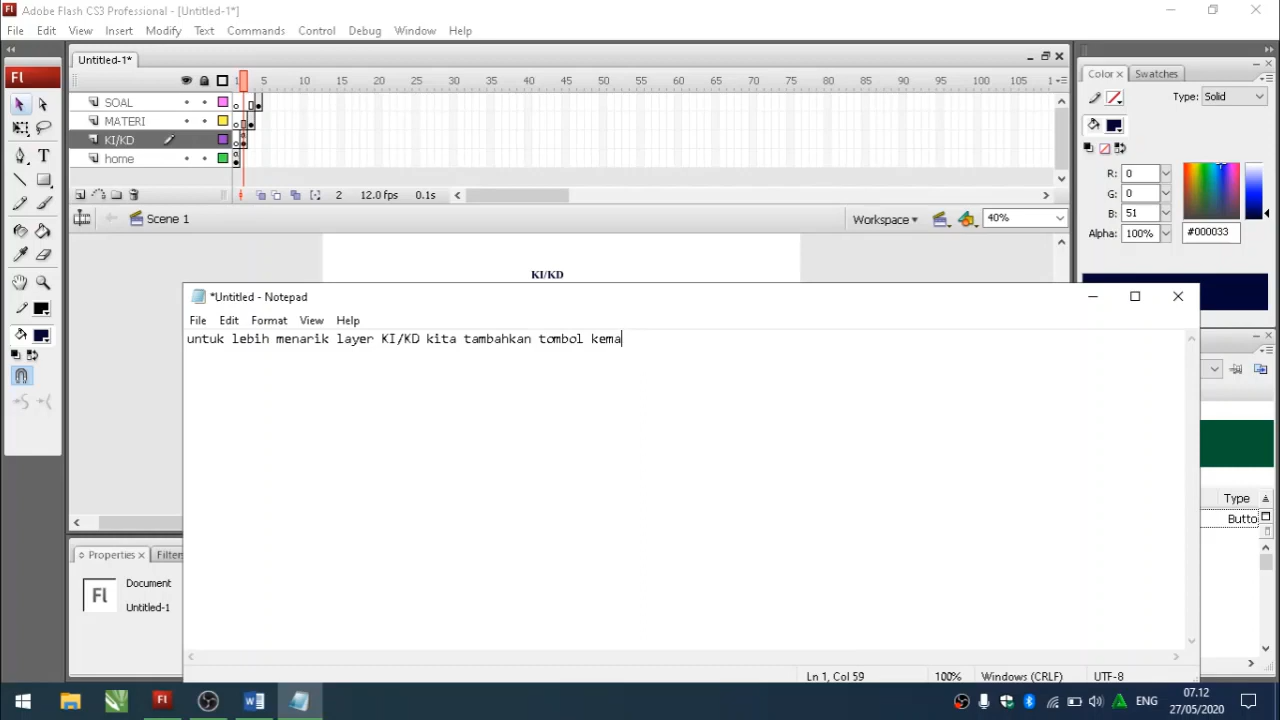 Adobe Flash CS3 Professional - [Untitled-1*]
File Edit View Insert Modify Text Commands Control Debug Window Help
Untitled-1*
1 5 10 15 20 25 30 35 40 45 50 55 60 65 70 75 80 85 90 95 100 105 1
SOAL
MATERI
KI/KD
home
2 12.0 fps 0.1s
Scene 1
Workspace
40%
KI/KD
Fl
Color Swatches
Type: Solid
R: 0
G: 0
B: 51
Alpha: 100% #000033
*Untitled - Notepad
File Edit Format View Help
untuk lebih menarik layer KI/KD kita tambahkan tombol kema
Ln 1, Col 59 100% Windows (CRLF) UTF-8
Type
Butto
Properties Filters
Fl
Document
Untitled-1
ENG
07.12
27/05/2020